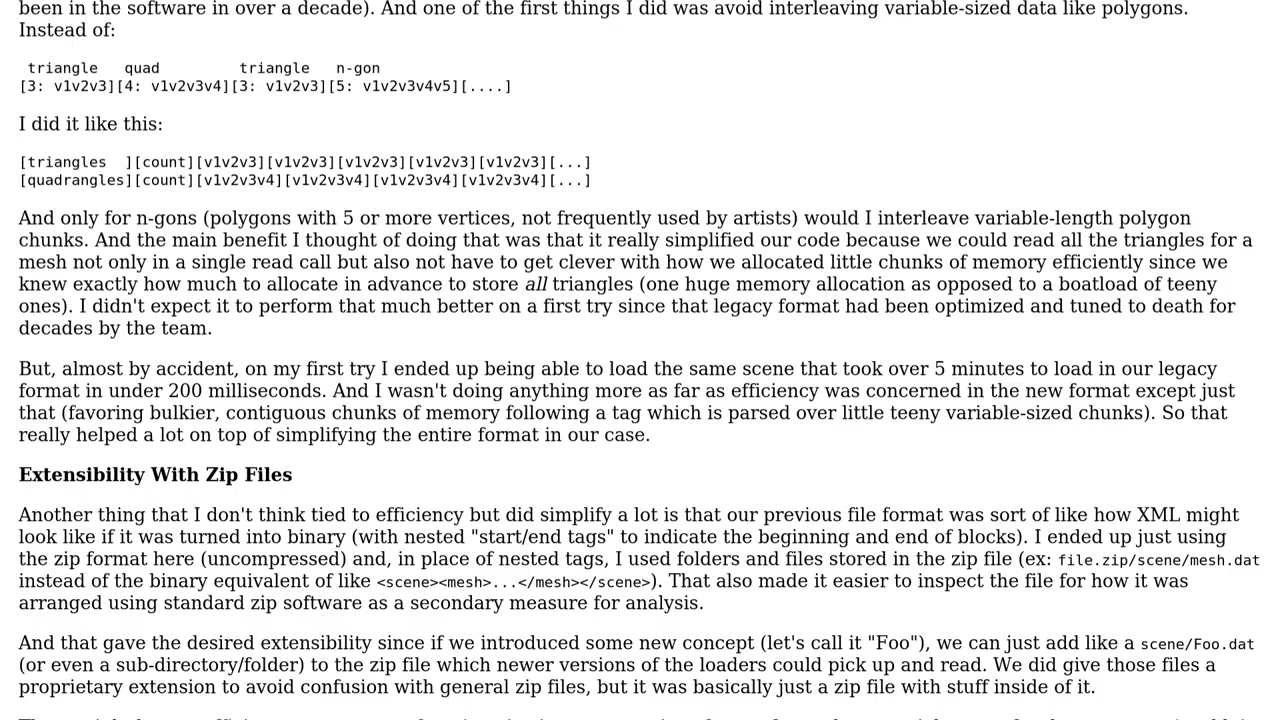 been in the software in over a decade). And one of the first things I did was avoid interleaving variable-sized data like polygons.
Instead of:
 triangle   quad         triangle   n-gon
[3: v1v2v3][4: v1v2v3v4][3: v1v2v3][5: v1v2v3v4v5][....]
I did it like this:
[triangles  ][count][v1v2v3][v1v2v3][v1v2v3][v1v2v3][v1v2v3][...]
[quadrangles][count][v1v2v3v4][v1v2v3v4][v1v2v3v4][v1v2v3v4][...]
And only for n-gons (polygons with 5 or more vertices, not frequently used by artists) would I interleave variable-length polygon
chunks. And the main benefit I thought of doing that was that it really simplified our code because we could read all the triangles for a
mesh not only in a single read call but also not have to get clever with how we allocated little chunks of memory efficiently since we
knew exactly how much to allocate in advance to store all triangles (one huge memory allocation as opposed to a boatload of teeny
ones). I didn't expect it to perform that much better on a first try since that legacy format had been optimized and tuned to death for
decades by the team.
But, almost by accident, on my first try I ended up being able to load the same scene that took over 5 minutes to load in our legacy
format in under 200 milliseconds. And I wasn't doing anything more as far as efficiency was concerned in the new format except just
that (favoring bulkier, contiguous chunks of memory following a tag which is parsed over little teeny variable-sized chunks). So that
really helped a lot on top of simplifying the entire format in our case.
Extensibility With Zip Files
Another thing that I don't think tied to efficiency but did simplify a lot is that our previous file format was sort of like how XML might
look like if it was turned into binary (with nested "start/end tags" to indicate the beginning and end of blocks). I ended up just using
the zip format here (uncompressed) and, in place of nested tags, I used folders and files stored in the zip file (ex: file.zip/scene/mesh.dat
instead of the binary equivalent of like <scene><mesh>...</mesh></scene>). That also made it easier to inspect the file for how it was
arranged using standard zip software as a secondary measure for analysis.
And that gave the desired extensibility since if we introduced some new concept (let's call it "Foo"), we can just add like a scene/Foo.dat
(or even a sub-directory/folder) to the zip file which newer versions of the loaders could pick up and read. We did give those files a
proprietary extension to avoid confusion with general zip files, but it was basically just a zip file with stuff inside of it.